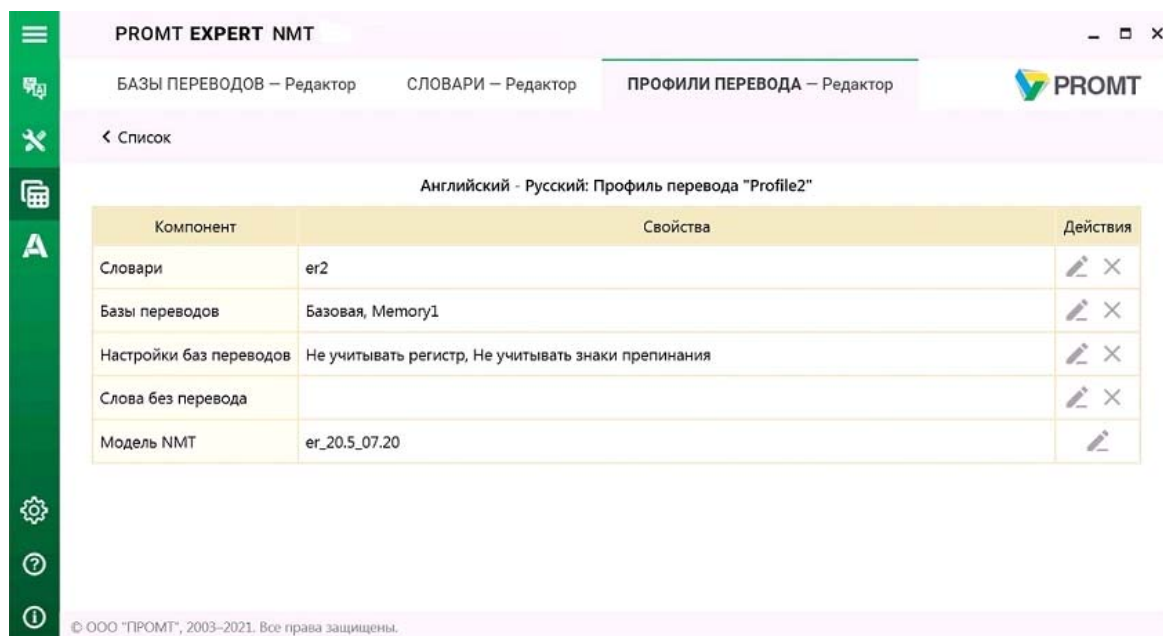 PROMT EXPERT NMT
БАЗЫ ПЕРЕВОДОВ — Редактор СЛОВАРИ — Редактор ПРОФИЛИ ПЕРЕВОДА — Редактор PROMT
Список
Английский - Русский: Профиль перевода "Profile2"
Компонент Свойства Действия
Словари er2
Базы переводов Базовая, Memory1
Настройки баз переводов Не учитывать регистр, Не учитывать знаки препинания
Слова без перевода
Модель NMT er_20.5_07.20
© ООО "ПРОМТ", 2003–2021. Все права защищены.